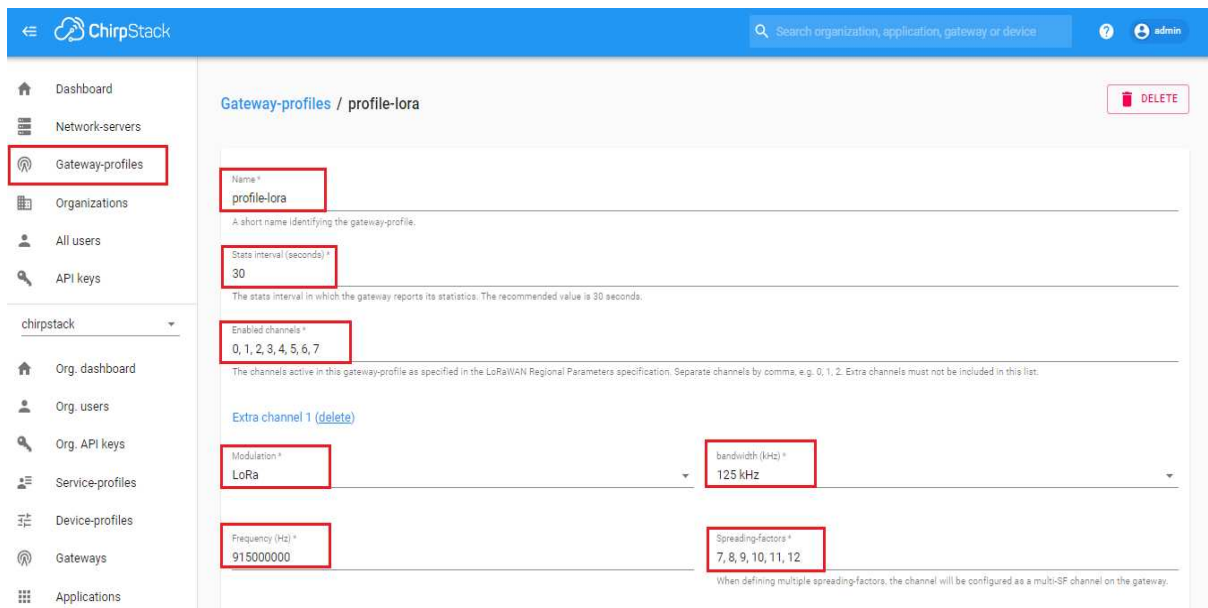 ChirpStack
Search organization, application, gateway or device
? admin
Dashboard
Network-servers
Gateway-profiles
Organizations
All users
API keys
chirpstack
Org. dashboard
Org. users
Org. API keys
Service-profiles
Device-profiles
Gateways
Applications
Gateway-profiles / profile-lora
DELETE
Name *
profile-lora
A short name identifying the gateway-profile.
Stats interval (seconds) *
30
The stats interval in which the gateway reports its statistics. The recommended value is 30 seconds.
Enabled channels *
0, 1, 2, 3, 4, 5, 6, 7
The channels active in this gateway-profile as specified in the LoRaWAN Regional Parameters specification. Separate channels by comma, e.g. 0, 1, 2. Extra channels must not be included in this list.
Extra channel 1 (delete)
Modulation *
LoRa
bandwidth (kHz) *
125 kHz
Frequency (Hz) *
915000000
Spreading-factors *
7, 8, 9, 10, 11, 12
When defining multiple spreading-factors, the channel will be configured as a multi-SF channel on the gateway.